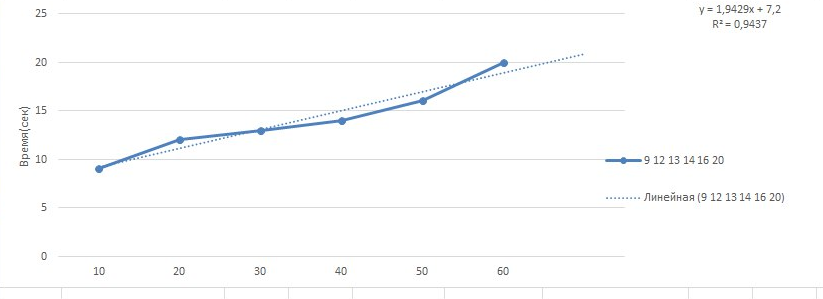 y = 1,9429x + 7,2
R² = 0,9437
25
20
15
10
5
0
Время(сек)
10 20 30 40 50 60
9 12 13 14 16 20
Линейная (9 12 13 14 16 20)